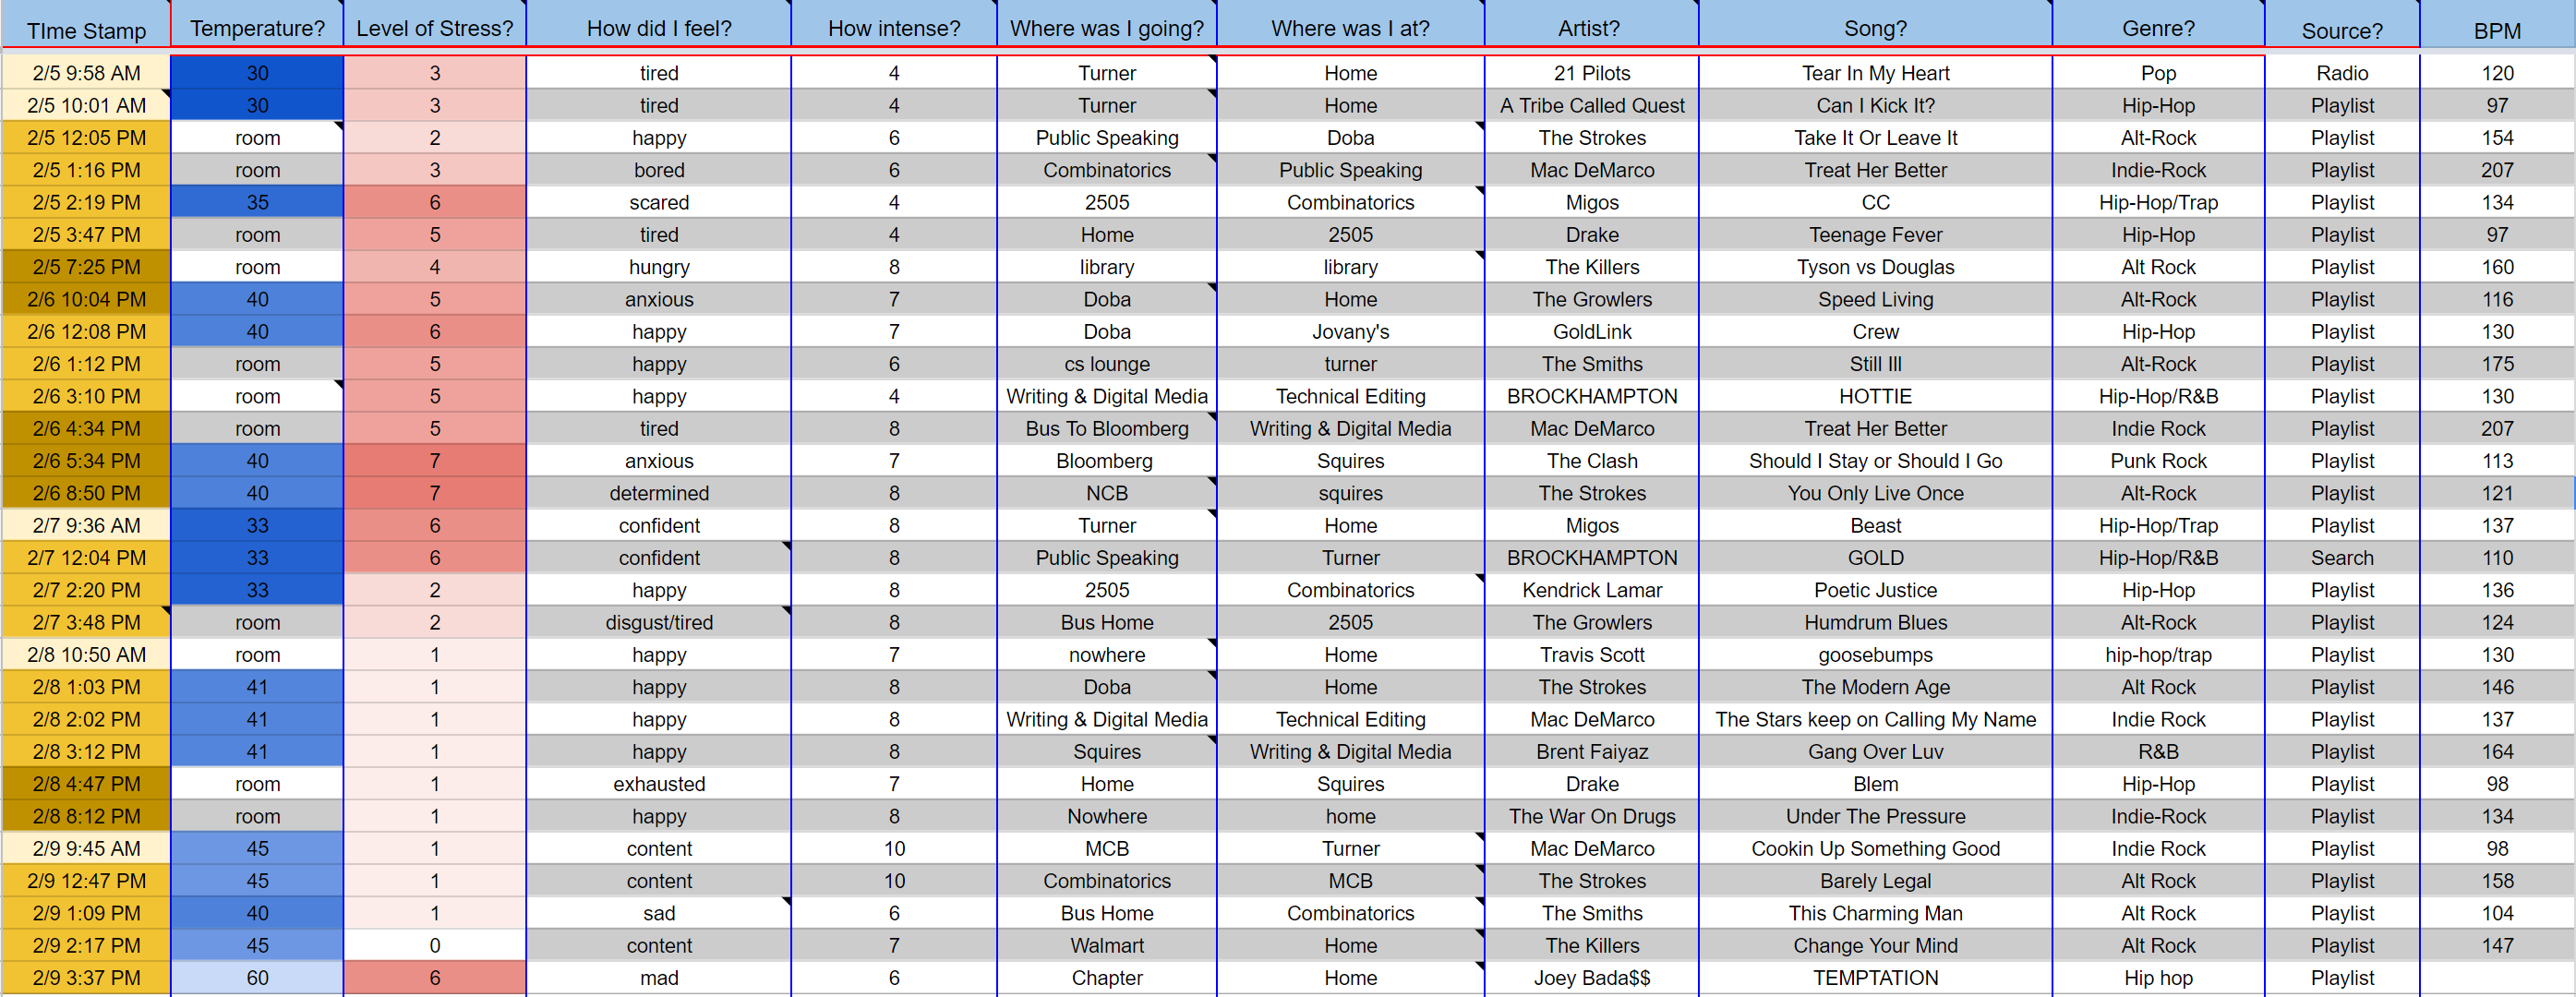 TIme Stamp Temperature? Level of Stress? How did I feel? How intense? Where was I going? Where was I at? Artist? Song? Genre? Source? BPM
2/5 9:58 AM 30 3 tired 4 Turner Home 21 Pilots Tear In My Heart Pop Radio 120
2/5 10:01 AM 30 3 tired 4 Turner Home A Tribe Called Quest Can I Kick It? Hip-Hop Playlist 97
2/5 12:05 PM room 2 happy 6 Public Speaking Doba The Strokes Take It Or Leave It Alt-Rock Playlist 154
2/5 1:16 PM room 3 bored 6 Combinatorics Public Speaking Mac DeMarco Treat Her Better Indie-Rock Playlist 207
2/5 2:19 PM 35 6 scared 4 2505 Combinatorics Migos CC Hip-Hop/Trap Playlist 134
2/5 3:47 PM room 5 tired 4 Home 2505 Drake Teenage Fever Hip-Hop Playlist 97
2/5 7:25 PM room 4 hungry 8 library library The Killers Tyson vs Douglas Alt Rock Playlist 160
2/6 10:04 PM 40 5 anxious 7 Doba Home The Growlers Speed Living Alt-Rock Playlist 116
2/6 12:08 PM 40 6 happy 7 Doba Jovany's GoldLink Crew Hip-Hop Playlist 130
2/6 1:12 PM room 5 happy 6 cs lounge turner The Smiths Still Ill Alt-Rock Playlist 175
2/6 3:10 PM room 5 happy 4 Writing & Digital Media Technical Editing BROCKHAMPTON HOTTIE Hip-Hop/R&B Playlist 130
2/6 4:34 PM room 5 tired 8 Bus To Bloomberg Writing & Digital Media Mac DeMarco Treat Her Better Indie Rock Playlist 207
2/6 5:34 PM 40 7 anxious 7 Bloomberg Squires The Clash Should I Stay or Should I Go Punk Rock Playlist 113
2/6 8:50 PM 40 7 determined 8 NCB squires The Strokes You Only Live Once Alt-Rock Playlist 121
2/7 9:36 AM 33 6 confident 8 Turner Home Migos Beast Hip-Hop/Trap Playlist 137
2/7 12:04 PM 33 6 confident 8 Public Speaking Turner BROCKHAMPTON GOLD Hip-Hop/R&B Search 110
2/7 2:20 PM 33 2 happy 8 2505 Combinatorics Kendrick Lamar Poetic Justice Hip-Hop Playlist 136
2/7 3:48 PM room 2 disgust/tired 8 Bus Home 2505 The Growlers Humdrum Blues Alt-Rock Playlist 124
2/8 10:50 AM room 1 happy 7 nowhere Home Travis Scott goosebumps hip-hop/trap Playlist 130
2/8 1:03 PM 41 1 happy 8 Doba Home The Strokes The Modern Age Alt Rock Playlist 146
2/8 2:02 PM 41 1 happy 8 Writing & Digital Media Technical Editing Mac DeMarco The Stars keep on Calling My Name Indie Rock Playlist 137
2/8 3:12 PM 41 1 happy 8 Squires Writing & Digital Media Brent Faiyaz Gang Over Luv R&B Playlist 164
2/8 4:47 PM room 1 exhausted 7 Home Squires Drake Blem Hip-Hop Playlist 98
2/8 8:12 PM room 1 happy 8 Nowhere home The War On Drugs Under The Pressure Indie-Rock Playlist 134
2/9 9:45 AM 45 1 content 10 MCB Turner Mac DeMarco Cookin Up Something Good Indie Rock Playlist 98
2/9 12:47 PM 45 1 content 10 Combinatorics MCB The Strokes Barely Legal Alt Rock Playlist 158
2/9 1:09 PM 40 1 sad 6 Bus Home Combinatorics The Smiths This Charming Man Alt Rock Playlist 104
2/9 2:17 PM 45 0 content 7 Walmart Home The Killers Change Your Mind Alt Rock Playlist 147
2/9 3:37 PM 60 6 mad 6 Chapter Home Joey Bada$$ TEMPTATION Hip hop Playlist